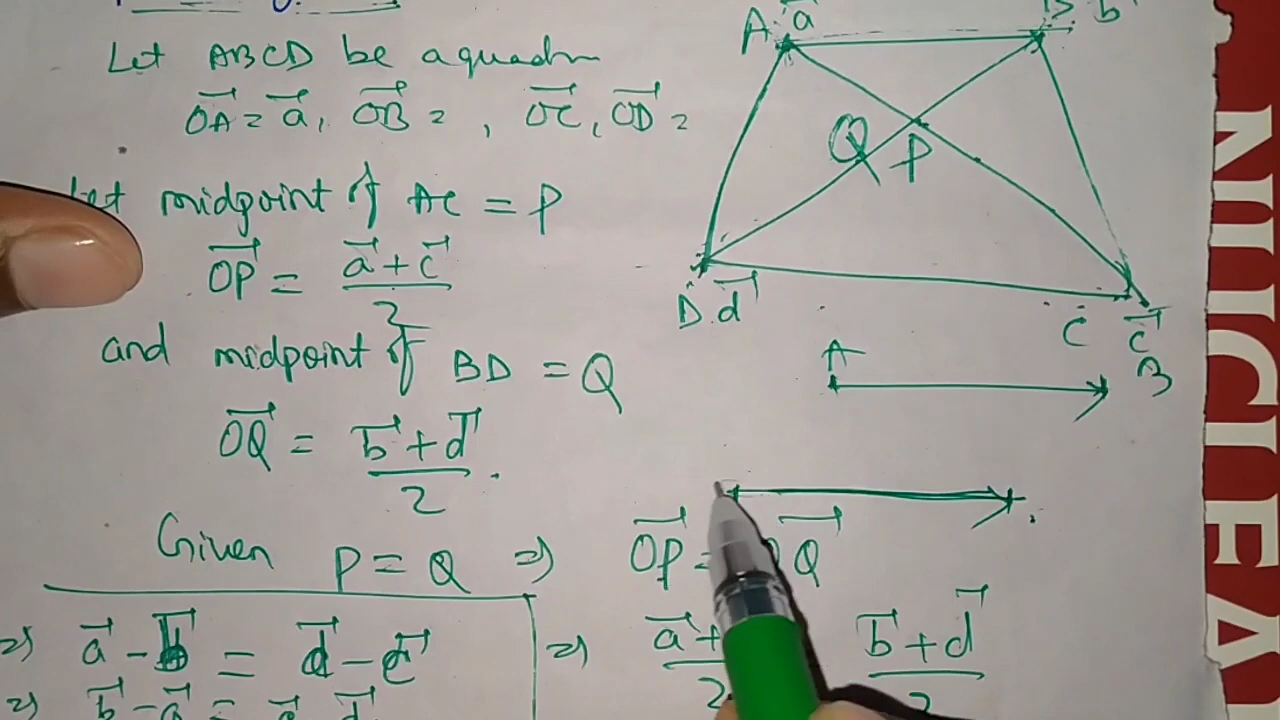 Let ABCD be a quadr
OA⃗ = a⃗, OB⃗ = , OC⃗, OD⃗ =
Let midpoint of AC = P
OP⃗ = (a⃗ + c⃗)/2
and midpoint of BD = Q
OQ⃗ = (b⃗ + d⃗)/2 .
Given P = Q ⇒ OP⃗ = OQ⃗
⇒ a⃗ - b⃗ = d⃗ - c⃗
⇒ a⃗ + /2 b⃗ + d⃗ /2
⇒ b⃗ - a⃗ =
A a⃗
B b⃗
Q P
D d⃗
C c⃗
A B